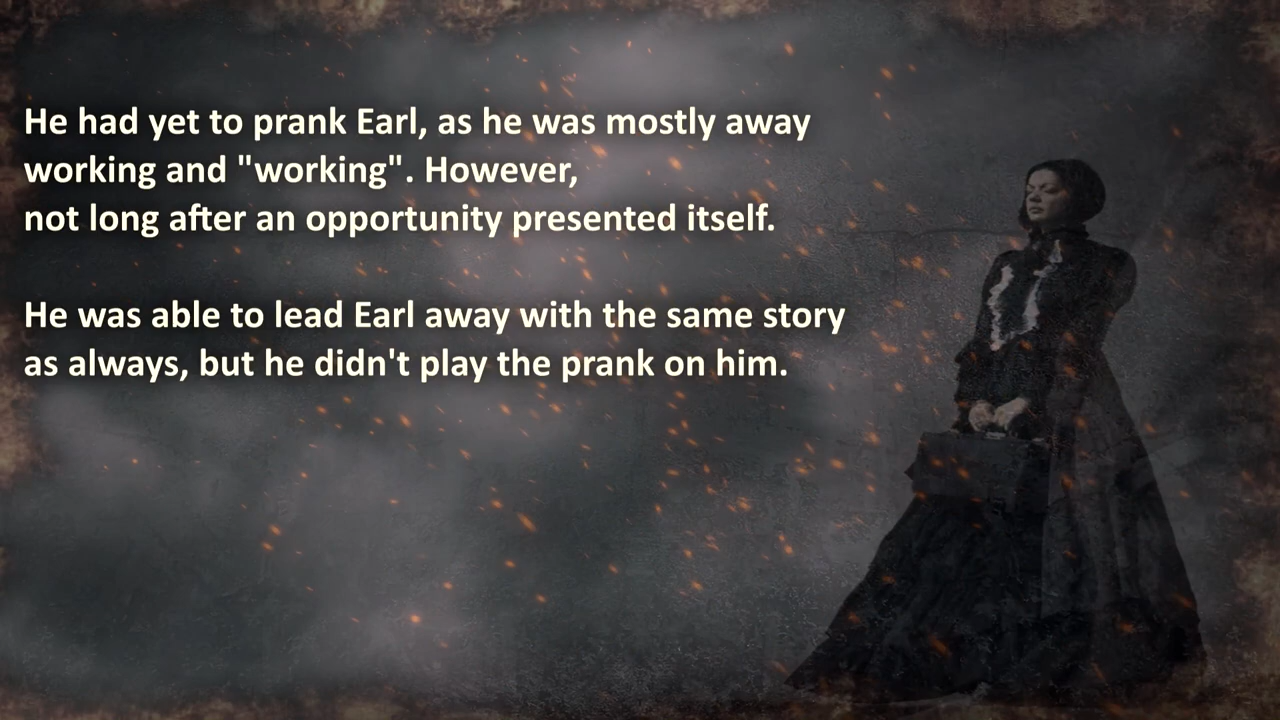 He had yet to prank Earl, as he was mostly away
working and "working". However,
not long after an opportunity presented itself.
He was able to lead Earl away with the same story
as always, but he didn't play the prank on him.